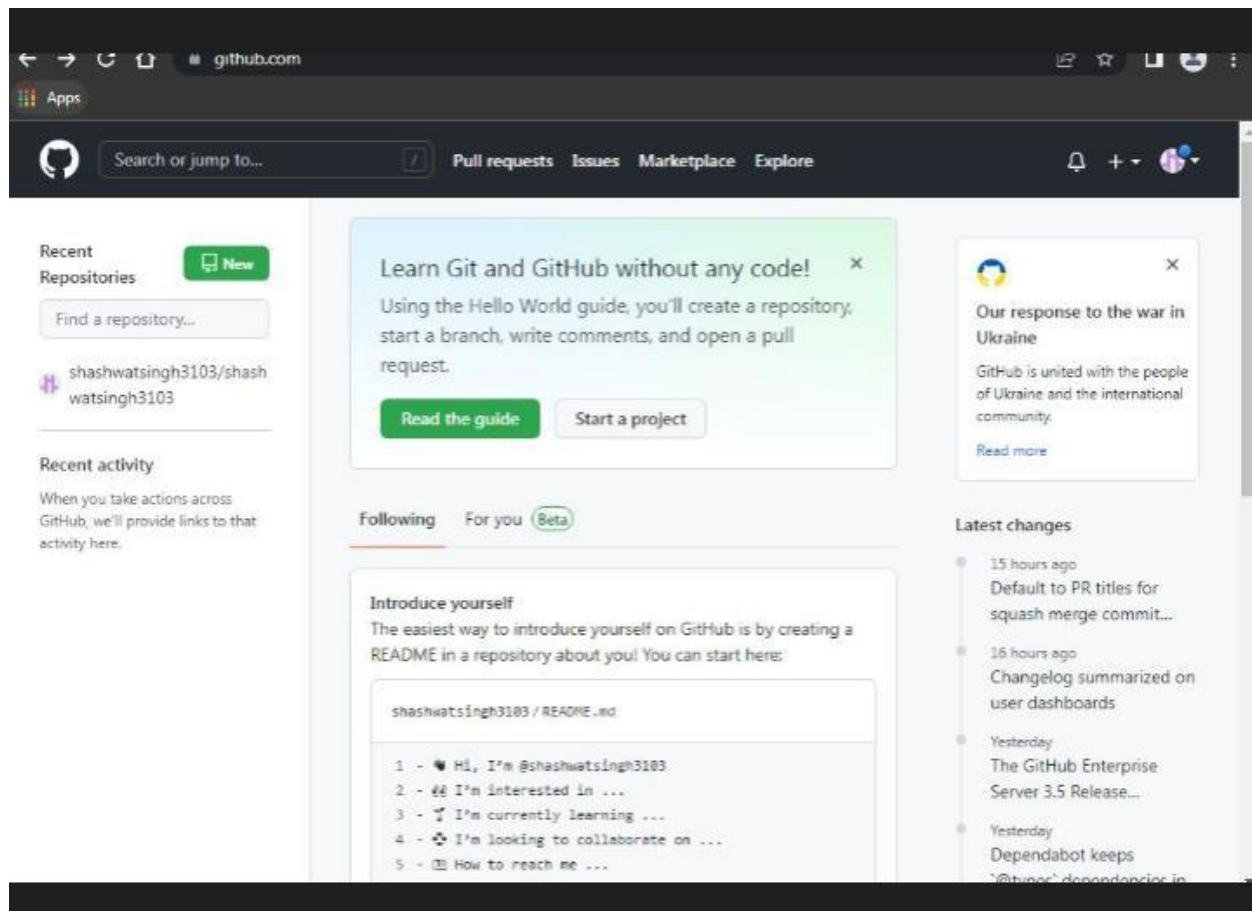 github.com
Apps
Search or jump to...
/
Pull requests Issues Marketplace Explore
Recent
Repositories
New
Find a repository...
shashwatsingh3103/shash
watsingh3103
Recent activity
When you take actions across
GitHub, we'll provide links to that
activity here.
Learn Git and GitHub without any code!
Using the Hello World guide, you'll create a repository,
start a branch, write comments, and open a pull
request.
Read the guide
Start a project
Following
For you Beta
Introduce yourself
The easiest way to introduce yourself on GitHub is by creating a
README in a repository about you! You can start here:
shashwatsingh3103/README.md
1 - 👋 Hi, I'm @shashwatsingh3103
2 - 👀 I'm interested in ...
3 - 🌱 I'm currently learning ...
4 - 💞️ I'm looking to collaborate on ...
5 - 📫 How to reach me ...
Our response to the war in
Ukraine
GitHub is united with the people
of Ukraine and the international
community.
Read more
Latest changes
15 hours ago
Default to PR titles for
squash merge commit...
16 hours ago
Changelog summarized on
user dashboards
Yesterday
The GitHub Enterprise
Server 3.5 Release...
Yesterday
Dependabot keeps
`@types` dependencies in